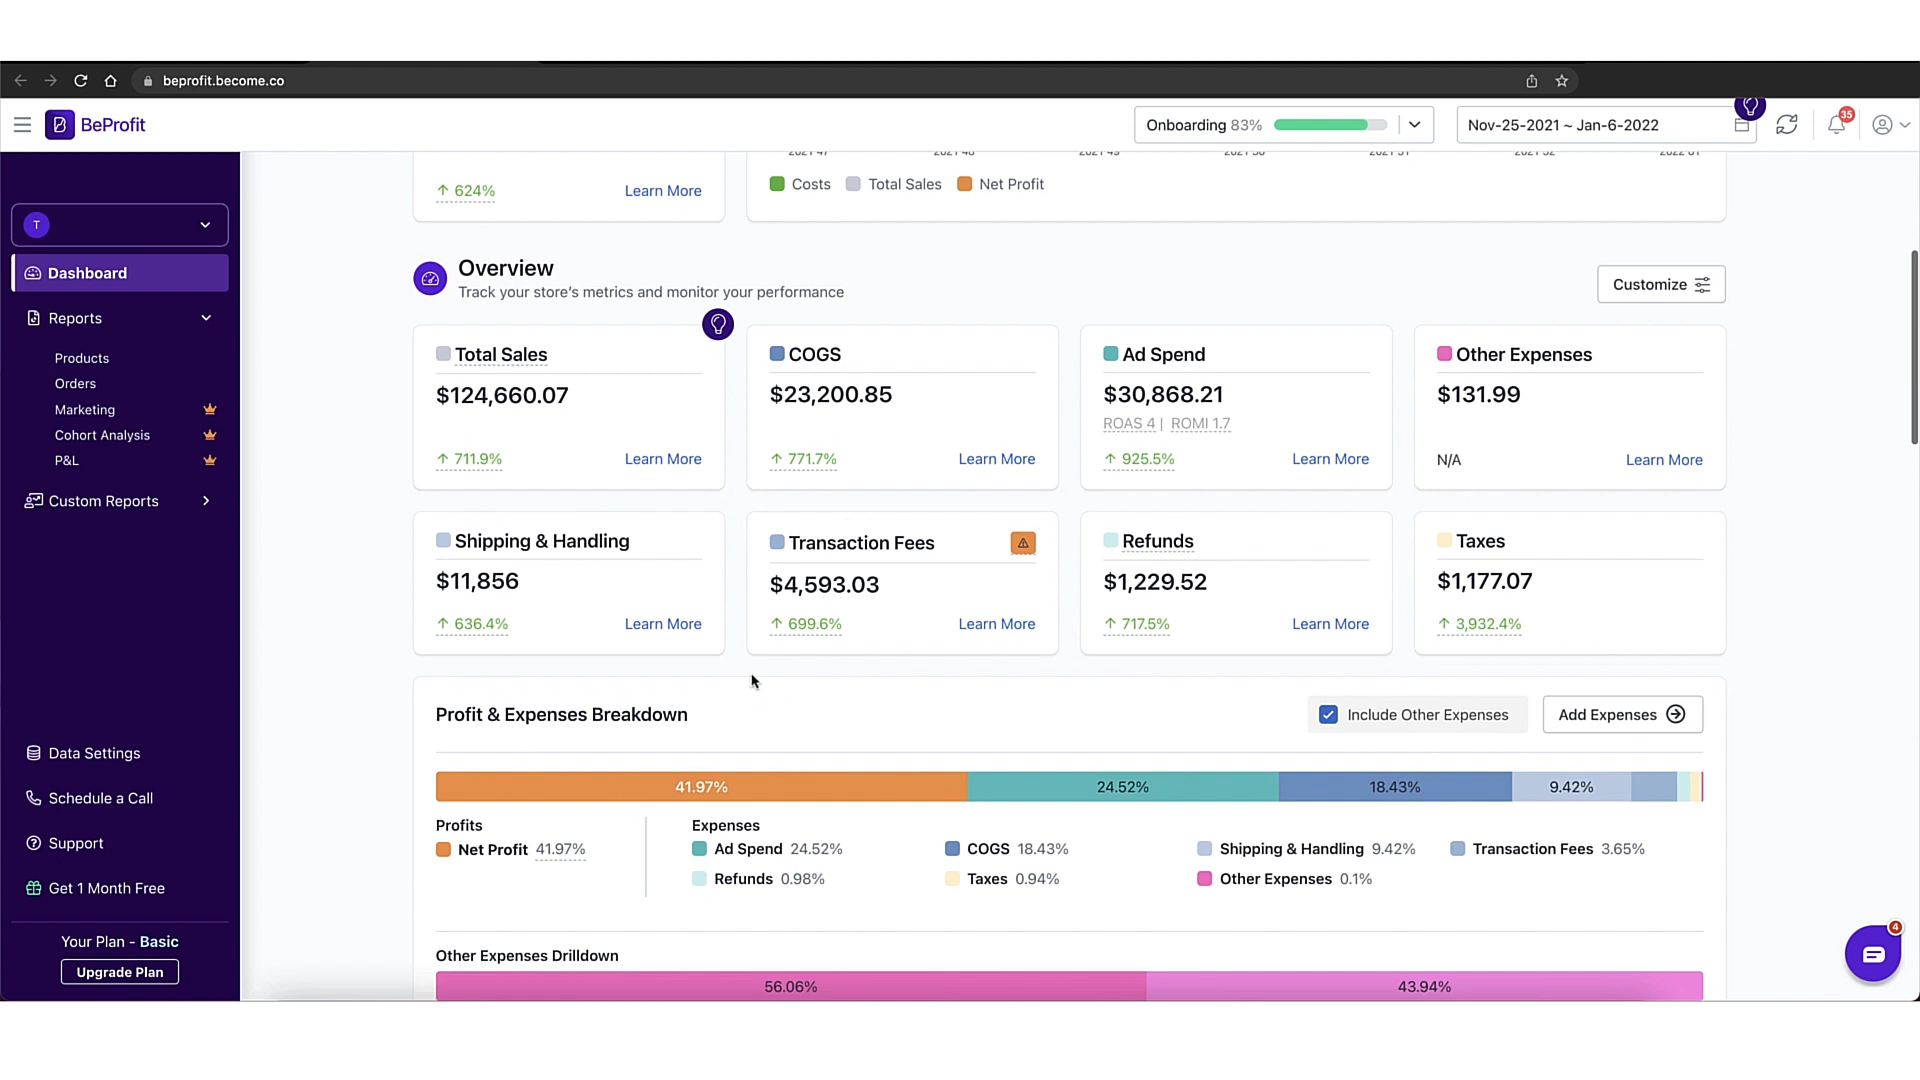 beprofit.become.co
BeProfit
Onboarding 83%
Nov-25-2021 ~ Jan-6-2022
35
T
Dashboard
Reports
Products
Orders
Marketing
Cohort Analysis
P&L
Custom Reports
Data Settings
Schedule a Call
Support
Get 1 Month Free
Your Plan - Basic
Upgrade Plan
↑ 624% Learn More
Costs Total Sales Net Profit
Overview
Track your store's metrics and monitor your performance
Customize
Total Sales
$124,660.07
↑ 711.9% Learn More
COGS
$23,200.85
↑ 771.7% Learn More
Ad Spend
$30,868.21
ROAS 4 | ROMI 1.7
↑ 925.5% Learn More
Other Expenses
$131.99
N/A Learn More
Shipping & Handling
$11,856
↑ 636.4% Learn More
Transaction Fees
$4,593.03
↑ 699.6% Learn More
Refunds
$1,229.52
↑ 717.5% Learn More
Taxes
$1,177.07
↑ 3,932.4%
Profit & Expenses Breakdown
Include Other Expenses
Add Expenses
41.97% 24.52% 18.43% 9.42%
Profits
Net Profit 41.97%
Expenses
Ad Spend 24.52% COGS 18.43% Shipping & Handling 9.42% Transaction Fees 3.65%
Refunds 0.98% Taxes 0.94% Other Expenses 0.1%
Other Expenses Drilldown
56.06% 43.94%
4